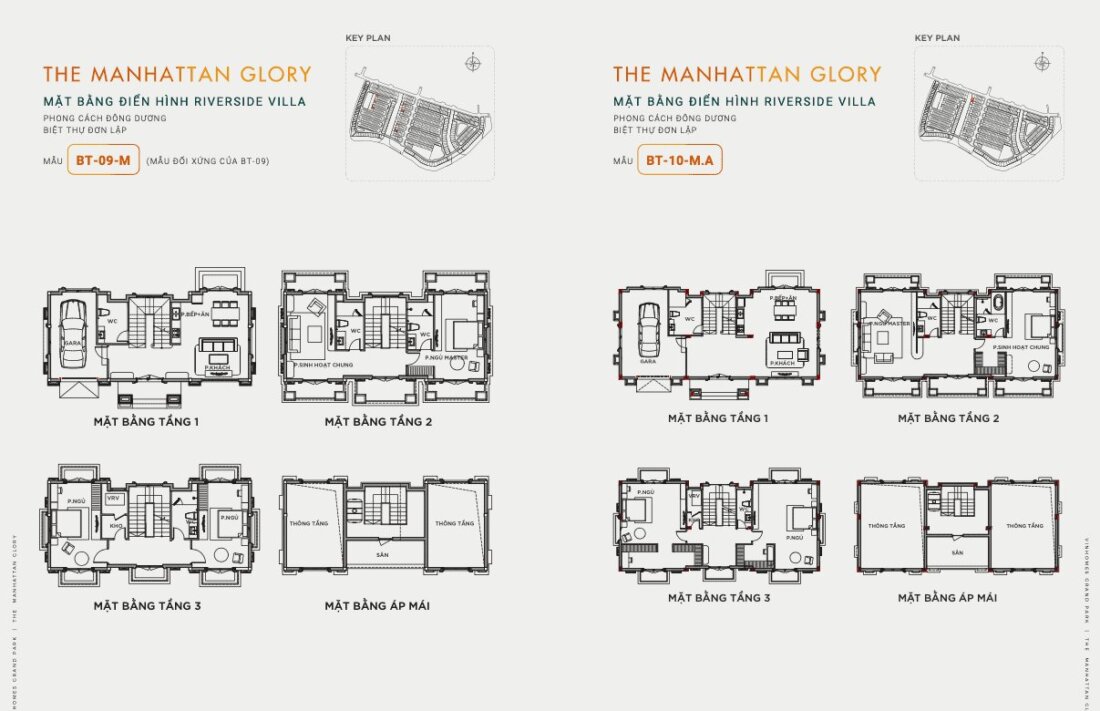 KEY PLAN
THE MANHATTAN GLORY
MẶT BẰNG ĐIỂN HÌNH RIVERSIDE VILLA
PHONG CÁCH ĐÔNG DƯƠNG
BIỆT THỰ ĐƠN LẬP
MẪU BT-09-M (MẪU ĐỐI XỨNG CỦA BT-09)
GARA
WC
P.BẾP+ĂN
P.KHÁCH
MẶT BẰNG TẦNG 1
WC
WC
P.NGỦ MASTER
P.SINH HOẠT CHUNG
MẶT BẰNG TẦNG 2
P.NGỦ
VRV
KHO
WC
P.NGỦ
MẶT BẰNG TẦNG 3
THÔNG TẦNG
THÔNG TẦNG
SÂN
MẶT BẰNG ÁP MÁI
HOMES GRAND PARK | THE MANHATTAN GLORY
KEY PLAN
THE MANHATTAN GLORY
MẶT BẰNG ĐIỂN HÌNH RIVERSIDE VILLA
PHONG CÁCH ĐÔNG DƯƠNG
BIỆT THỰ ĐƠN LẬP
MẪU BT-10-M.A
P.BẾP+ĂN
WC
GARA
P.KHÁCH
MẶT BẰNG TẦNG 1
P.NGỦ MASTER
WC
WC
P.SINH HOẠT CHUNG
MẶT BẰNG TẦNG 2
P.NGỦ
VRV
WC
P.NGỦ
MẶT BẰNG TẦNG 3
THÔNG TẦNG
THÔNG TẦNG
SÂN
MẶT BẰNG ÁP MÁI
VINHOMES GRAND PARK | THE MANHATTAN GL